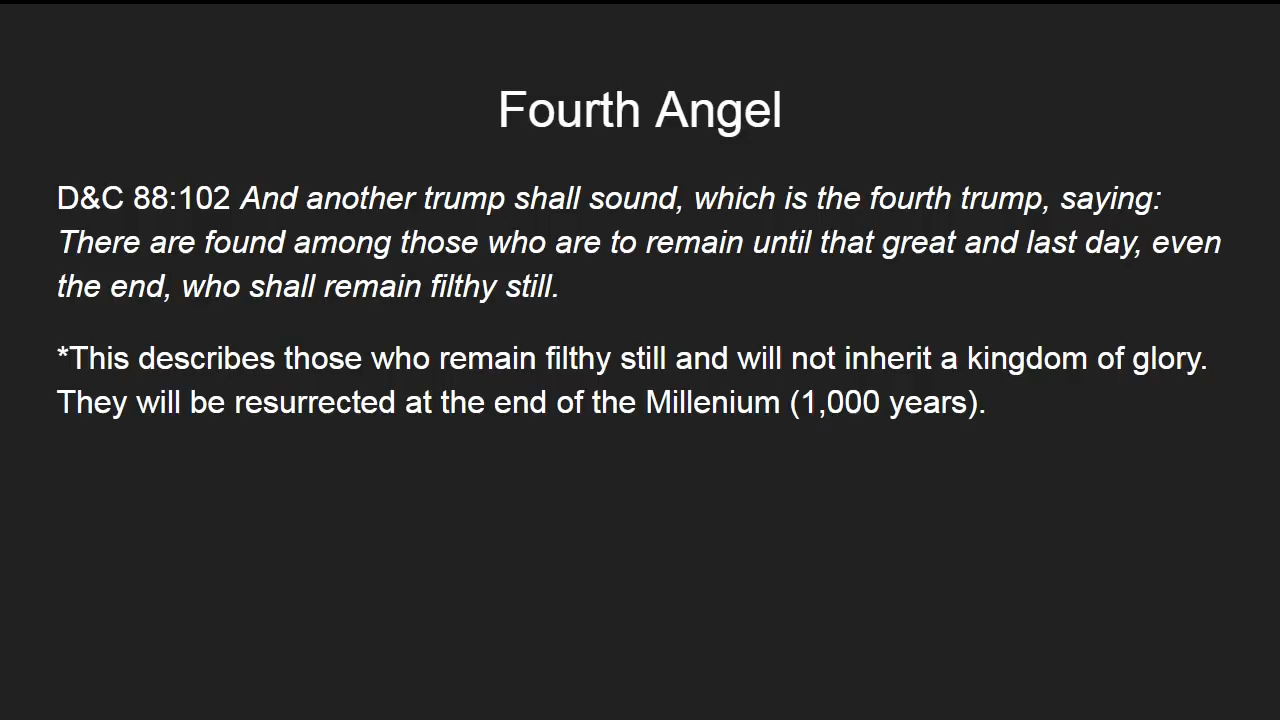 Fourth Angel
D&C 88:102 And another trump shall sound, which is the fourth trump, saying:
There are found among those who are to remain until that great and last day, even
the end, who shall remain filthy still.
*This describes those who remain filthy still and will not inherit a kingdom of glory.
They will be resurrected at the end of the Millenium (1,000 years).